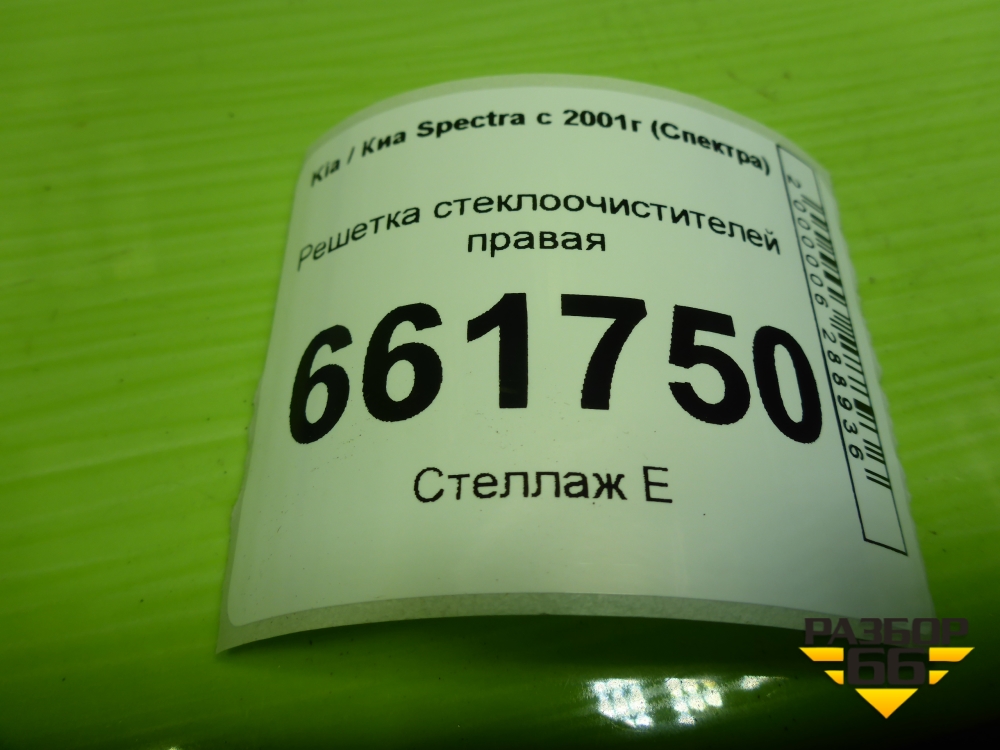 Kia / Киа Spectra с 2001г (Спектра)
Решетка стеклоочистителей
правая
661750
Стеллаж Е
2000006288936
РАЗБОР
66